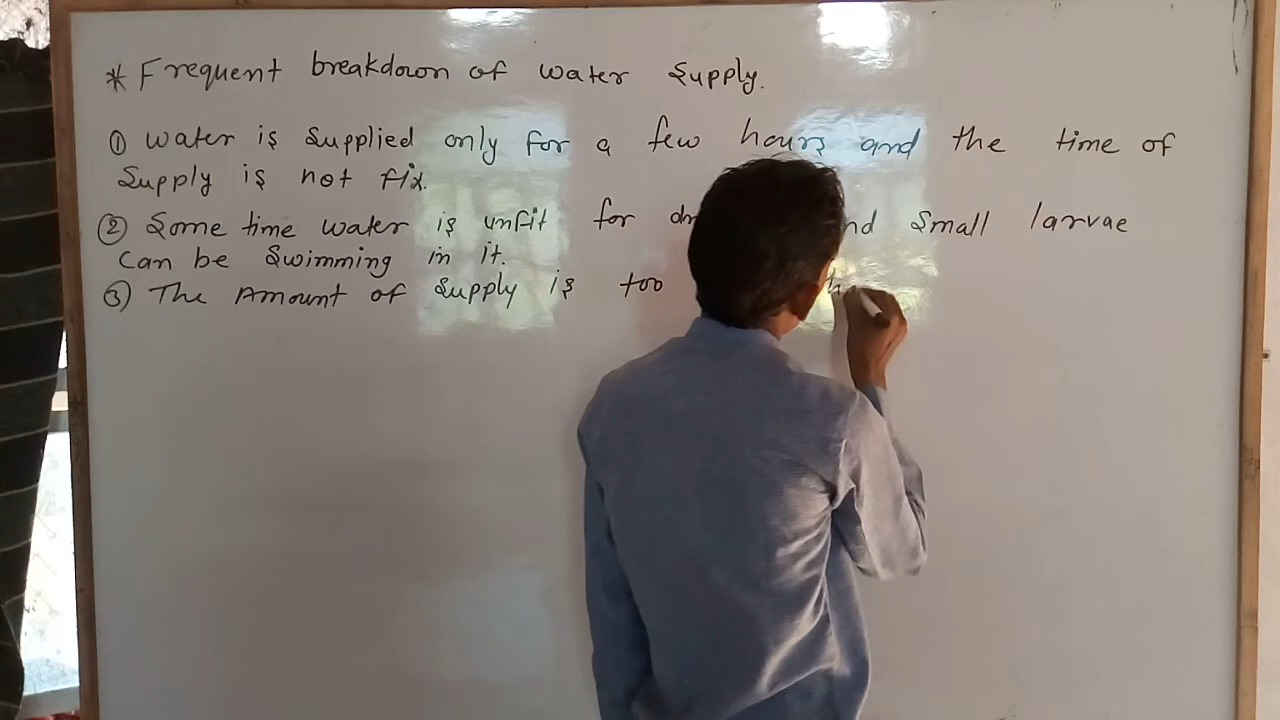 * Frequent breakdown of water supply.
① Water is supplied only for a few hours and the time of
supply is not fix.
② Some time water is unfit for small larvae
can be swimming in it.
③ The Amount of supply is too